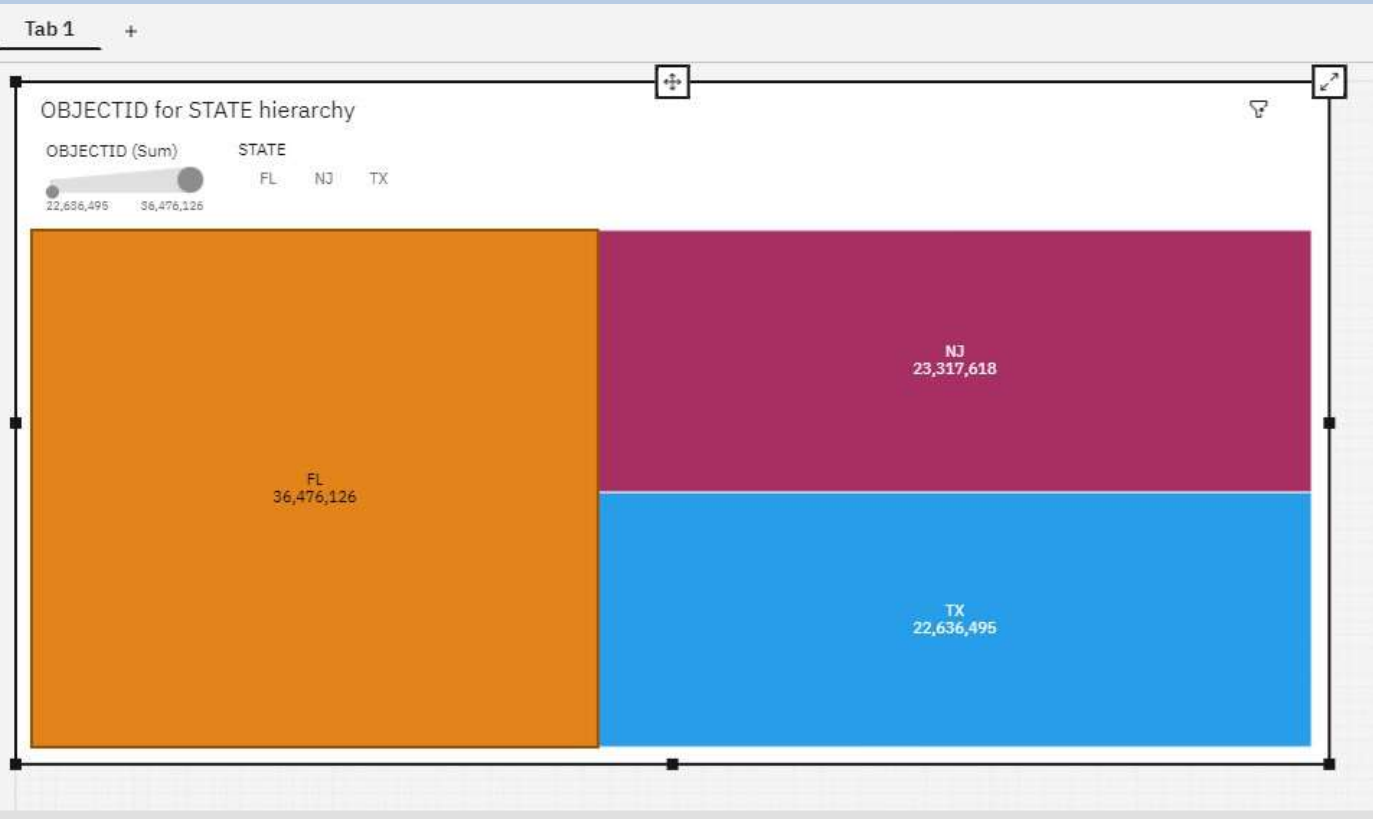 Tab 1 +
OBJECTID for STATE hierarchy
OBJECTID (Sum) STATE
FL NJ TX
22,636,495 36,476,126
NJ
23,317,618
FL
36,476,126
TX
22,636,495